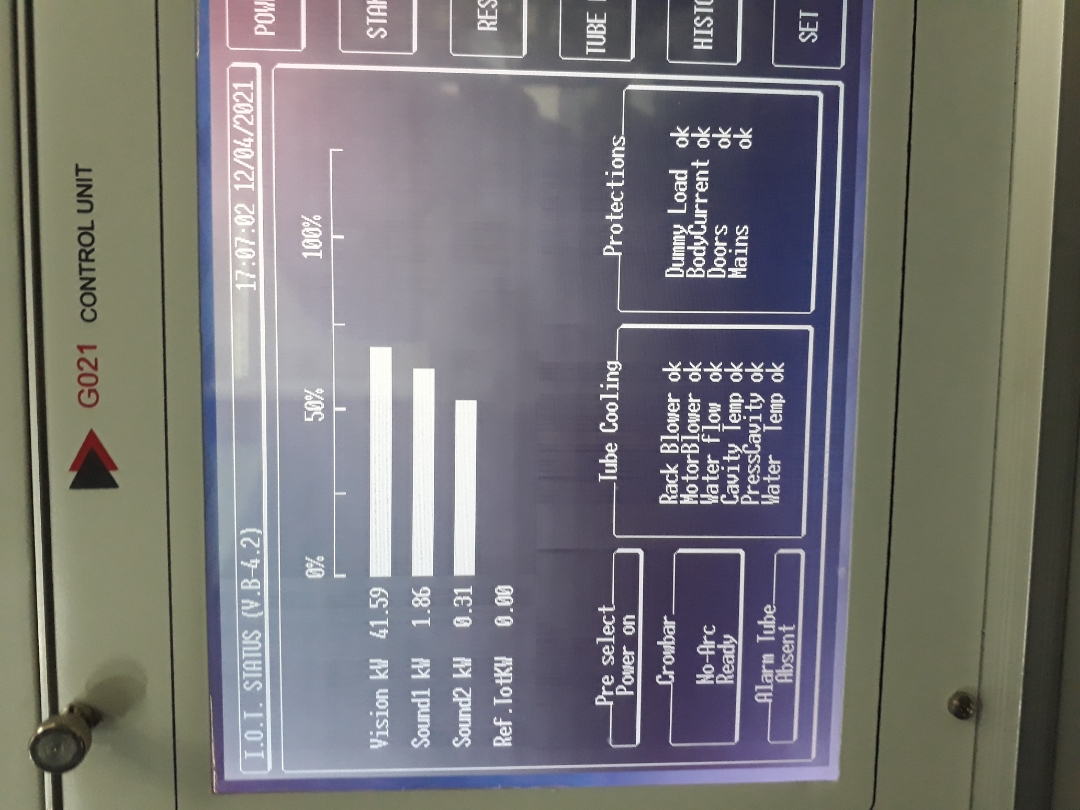 G021 CONTROL UNIT
I.O.T. STATUS (V.B-4.2) 17:07:02 12/04/2021
0% 50% 100%
Vision kW 41.59
Sound1 kW 1.86
Sound2 kW 0.31
Ref.TotKW 0.00
Pre select
Power on
Crowbar
No-Arc
Ready
Alarm Tube
Absent
Tube Cooling
Rack Blower ok
MotorBlower ok
Water flow ok
Cavity Temp ok
PressCavity ok
Water Temp ok
Protections
Dummy Load ok
BodyCurrent ok
Doors ok
Mains ok
POW
STAN
RES
TUBE
HISTO
SET